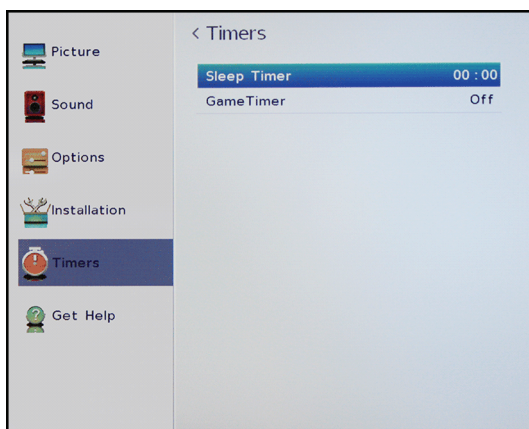 Picture
Sound
Options
Installation
Timers
Get Help
< Timers
Sleep Timer 00 : 00
GameTimer Off